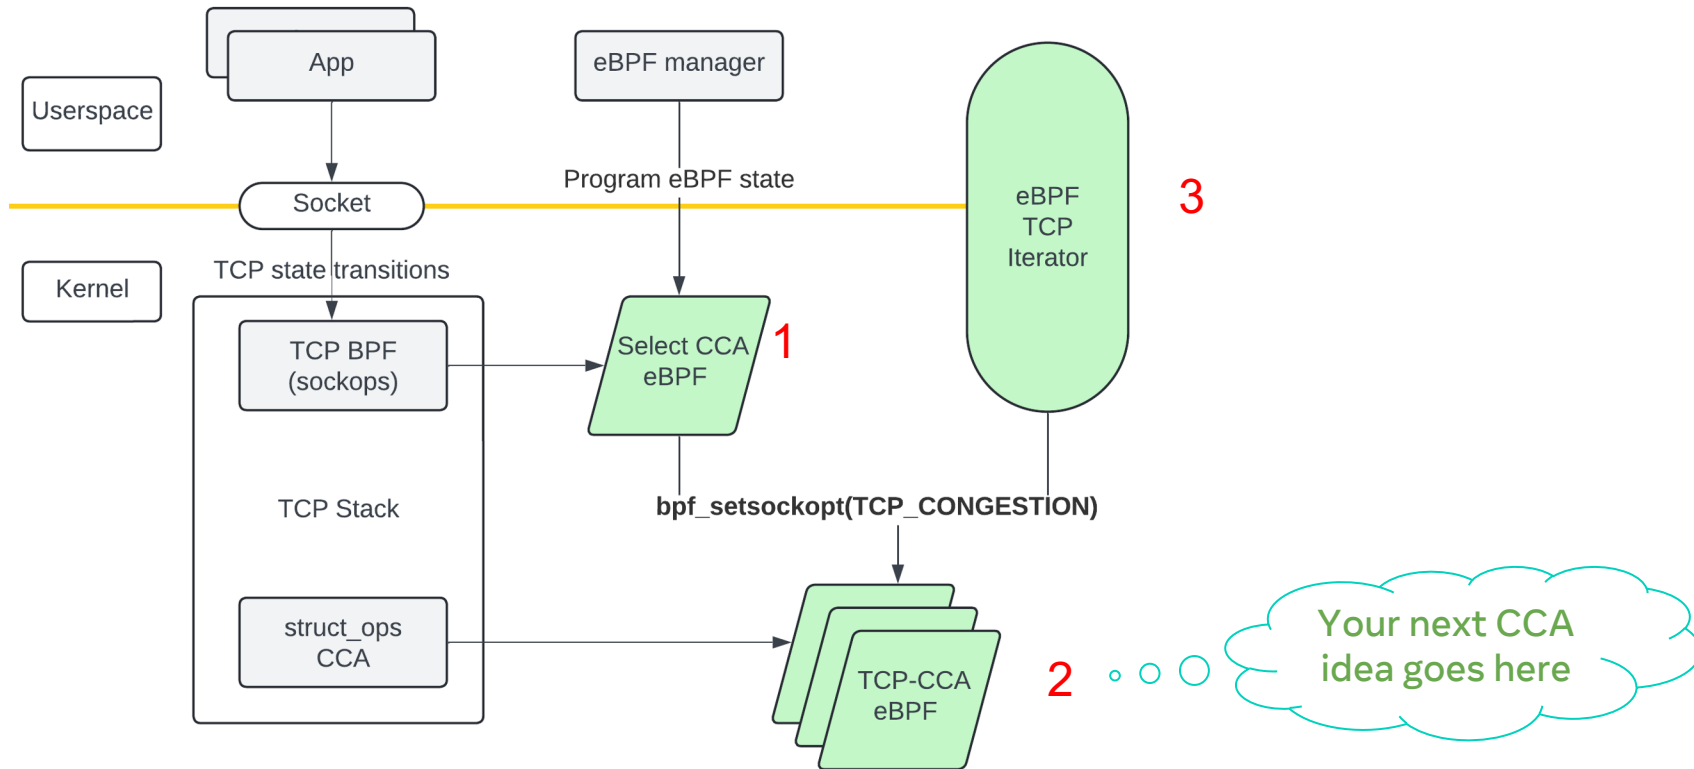 App
eBPF manager
Userspace
Program eBPF state
Socket
eBPF
TCP
Iterator
3
TCP state transitions
Kernel
TCP BPF
(sockops)
Select CCA
eBPF
1
TCP Stack
bpf_setsockopt(TCP_CONGESTION)
struct_ops
CCA
TCP-CCA
eBPF
2
Your next CCA
idea goes here